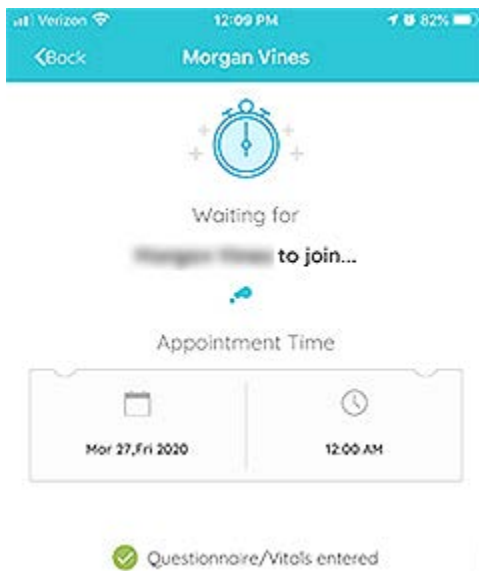 Verizon 12:09 PM 82%
Back Morgan Vines
Waiting for
to join...
Appointment Time
Mar 27,Fri 2020 12:00 AM
Questionnaire/Vitals entered